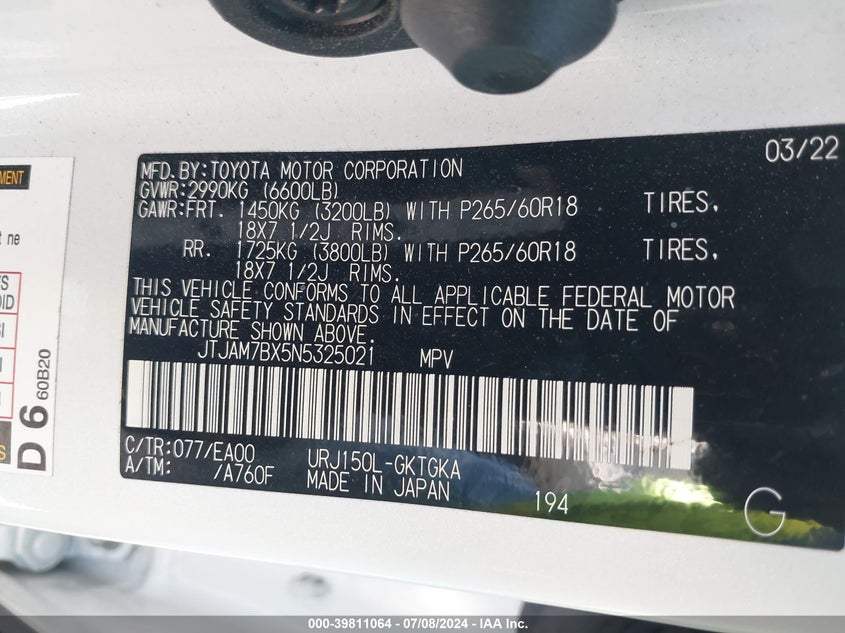 MFD.BY:TOYOTA MOTOR CORPORATION 03/22
GVWR:2990KG (6600LB)
GAWR:FRT. 1450KG (3200LB) WITH P265/60R18 TIRES.
18X7 1/2J RIMS.
RR. 1725KG (3800LB) WITH P265/60R18 TIRES.
18X7 1/2J RIMS.
THIS VEHICLE CONFORMS TO ALL APPLICABLE FEDERAL MOTOR
VEHICLE SAFETY STANDARDS IN EFFECT ON THE DATE OF
MANUFACTURE SHOWN ABOVE.
JTJAM7BX5N5325021 MPV
C/TR:077/EA00 URJ150L-GKTGKA
A/TM: /A760F MADE IN JAPAN
194
G
D 6 60B20
000-39811064 - 07/08/2024 - IAA Inc.